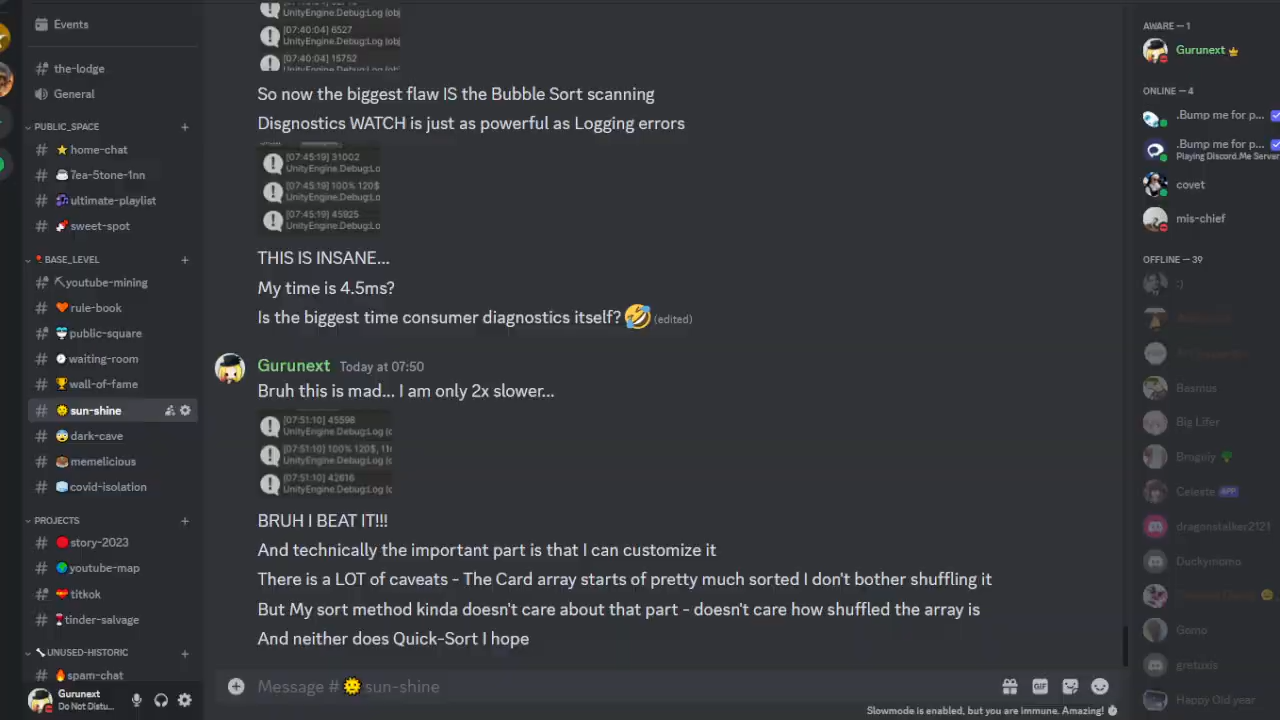 Events
the-lodge
General
PUBLIC_SPACE
home-chat
7ea-5tone-1nn
ultimate-playlist
sweet-spot
BASE_LEVEL
youtube-mining
rule-book
public-square
waiting-room
wall-of-fame
sun-shine
dark-cave
memelicious
covid-isolation
PROJECTS
story-2023
youtube-map
titkok
tinder-salvage
UNUSED-HISTORIC
spam-chat
Gurunext
Do Not Distu...
UnityEngine.Debug:Log (obj
[07:40:04] 6527
UnityEngine.Debug:Log (obj
[07:40:04] 15752
UnityEngine.Debug:Log (obj
So now the biggest flaw IS the Bubble Sort scanning
Disgnostics WATCH is just as powerful as Logging errors
[07:45:19] 31002
UnityEngine.Debug:Lo
[07:45:19] 100% 120$
UnityEngine.Debug:Lo
[07:45:19] 45925
UnityEngine.Debug:Lo
THIS IS INSANE...
My time is 4.5ms?
Is the biggest time consumer diagnostics itself? 🤣 (edited)
Gurunext Today at 07:50
Bruh this is mad... I am only 2x slower...
[07:51:10] 45598
UnityEngine.Debug:Log (c
[07:51:10] 100% 120$, 11
UnityEngine.Debug:Log (c
[07:51:10] 42616
UnityEngine.Debug:Log (c
BRUH I BEAT IT!!!
And technically the important part is that I can customize it
There is a LOT of caveats - The Card array starts of pretty much sorted I don't bother shuffling it
But My sort method kinda doesn't care about that part - doesn't care how shuffled the array is
And neither does Quick-Sort I hope
Message # 🌞 sun-shine
GIF
Slowmode is enabled, but you are immune. Amazing!
AWARE — 1
Gurunext
ONLINE — 4
.Bump me for p...
.Bump me for p...
Playing Discord.Me Server
covet
mis-chief
OFFLINE — 39
:)
Basmus
Big Lifer
Broguiy
Celeste APP
dragonstalker2121
Duckymomo
Gomo
gretuxis
Happy Old year